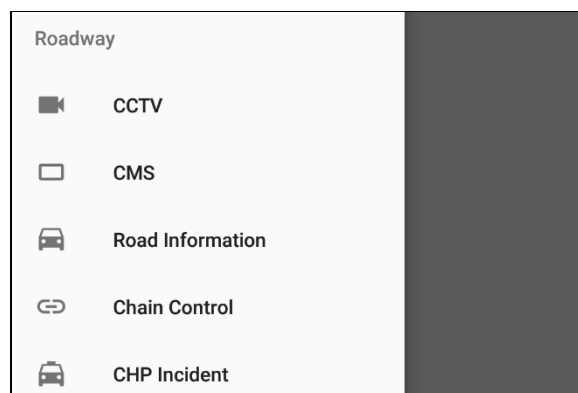 Roadway
CCTV
CMS
Road Information
Chain Control
CHP Incident